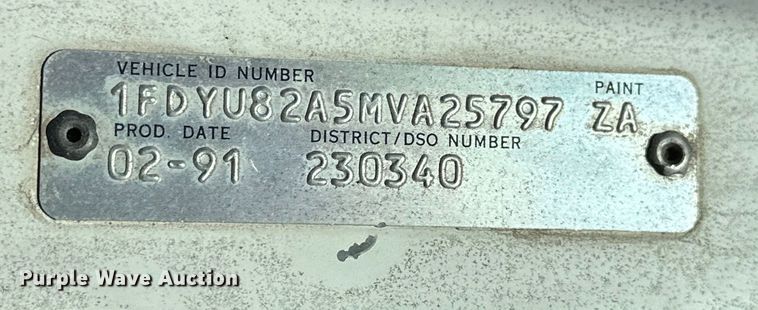 VEHICLE ID NUMBER
PAINT
1FDYU82A5MVA25797 ZA
PROD. DATE DISTRICT/DSO NUMBER
02-91 230340
Purple Wave Auction